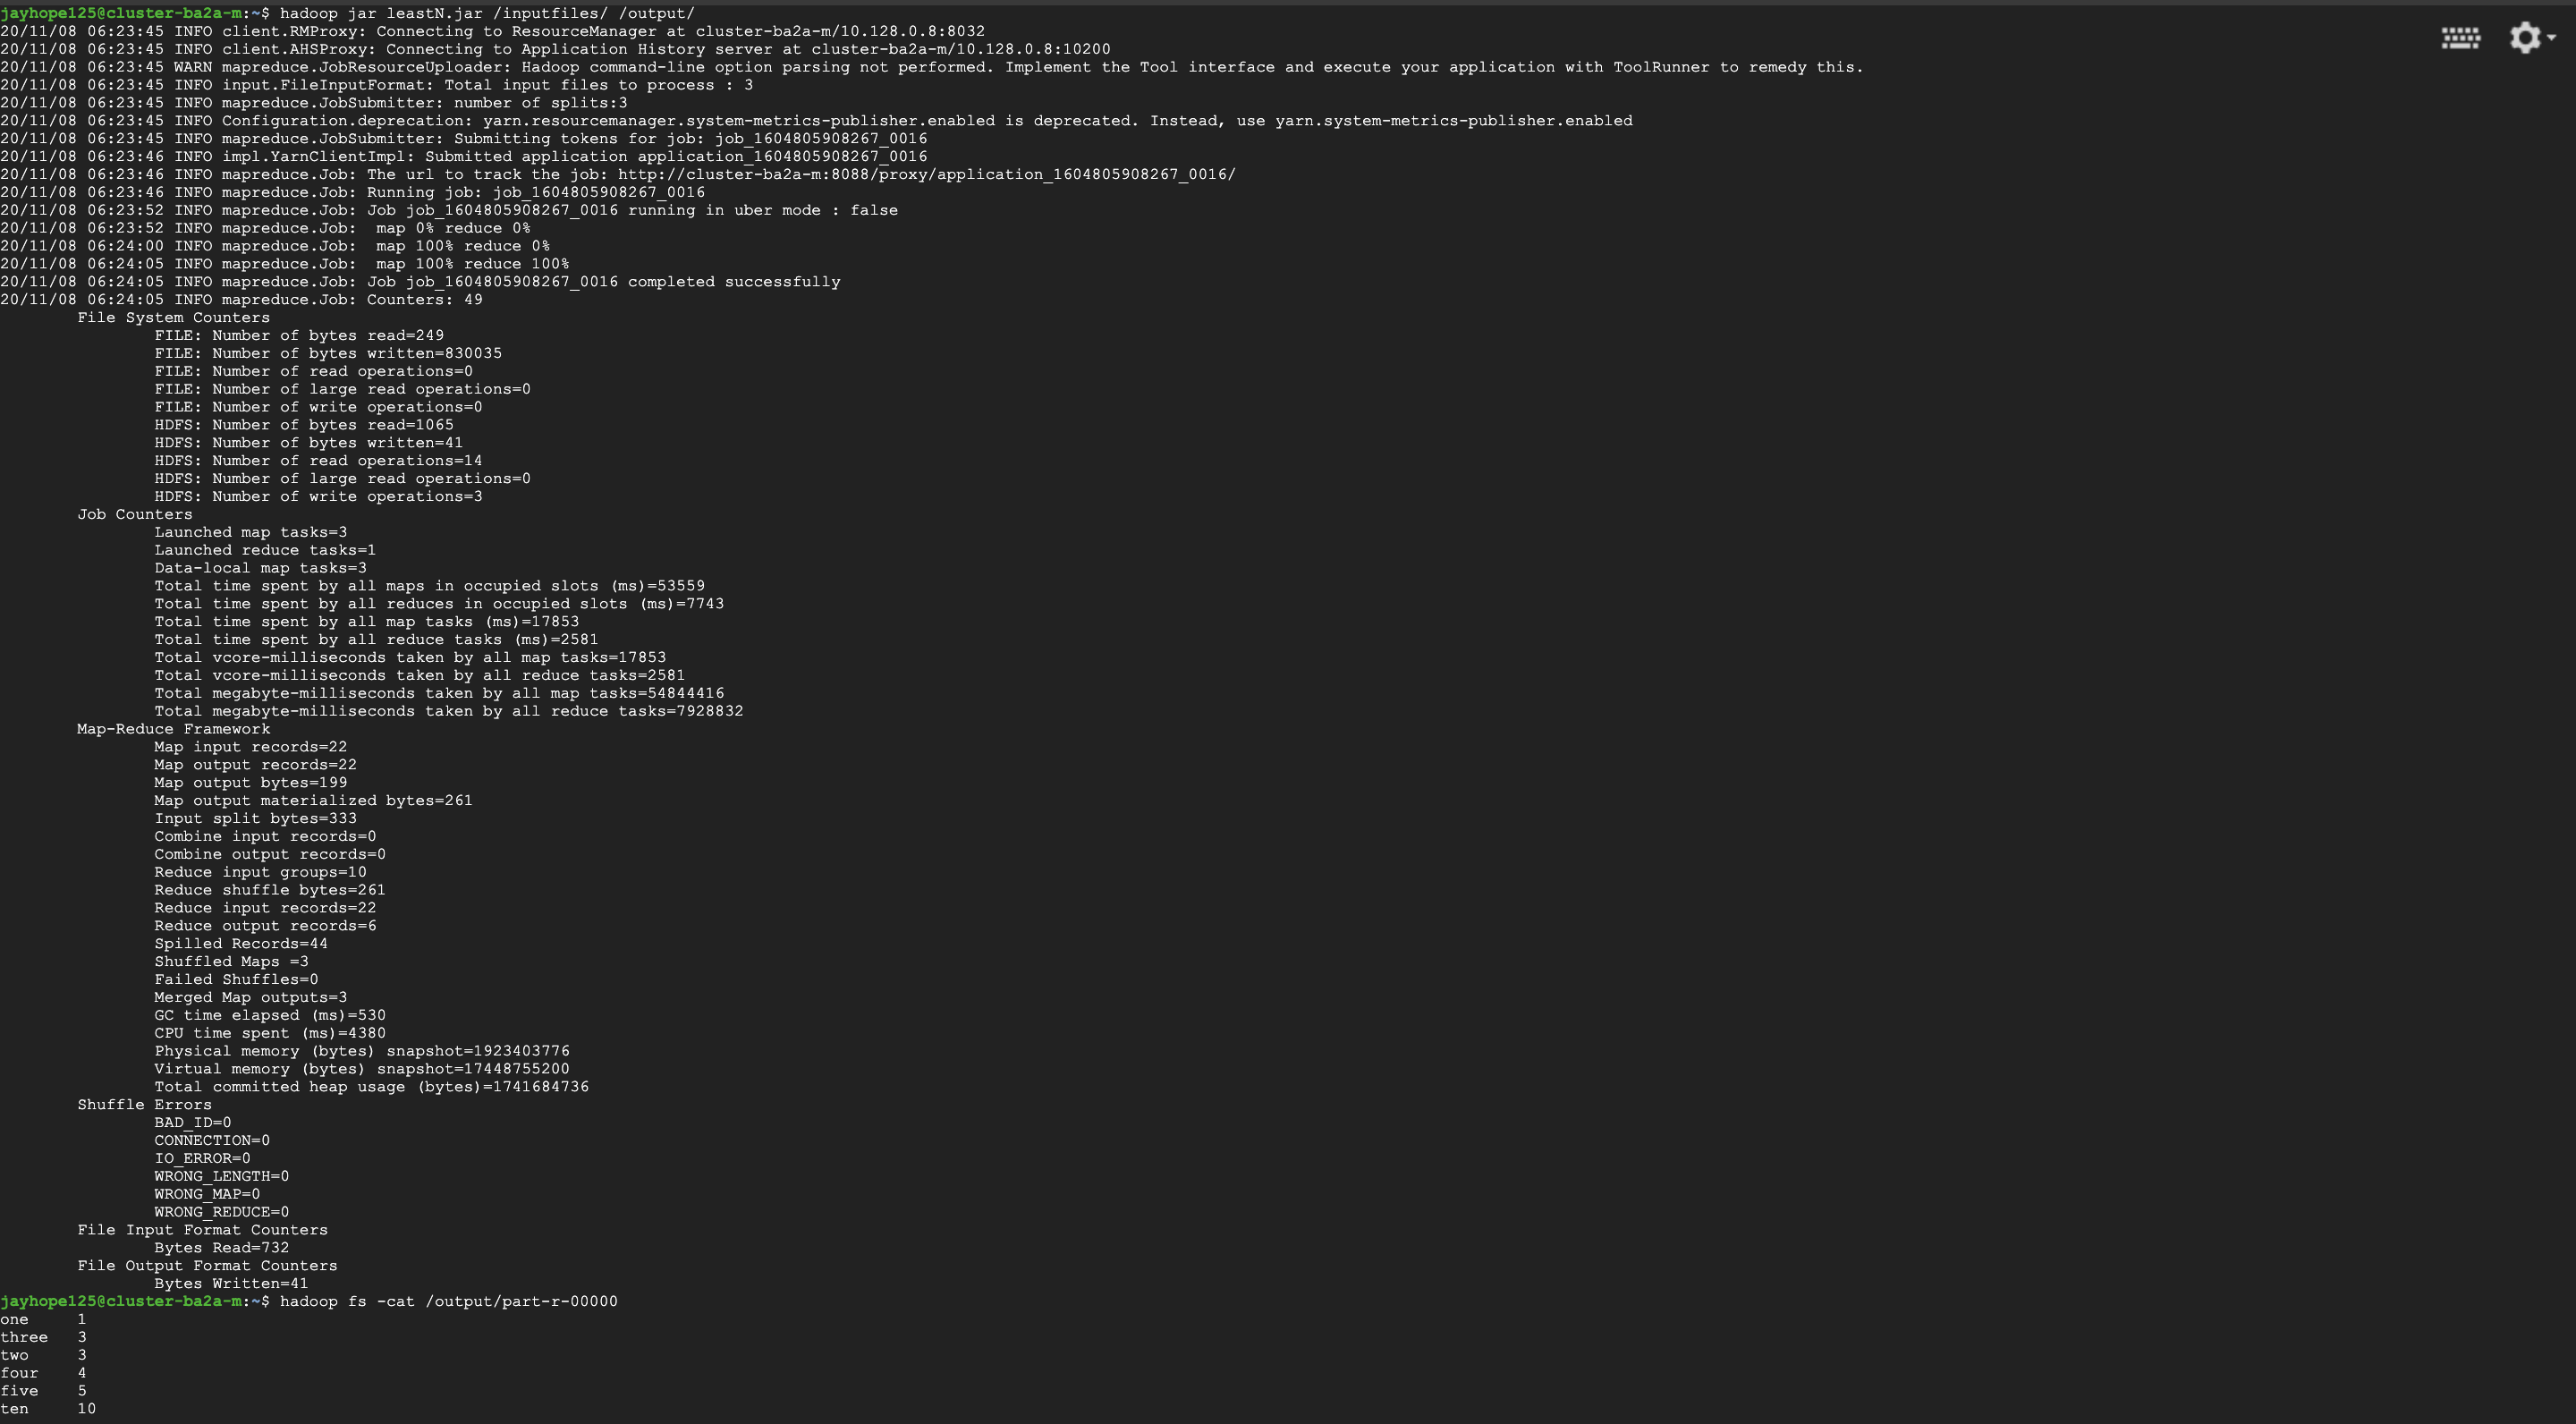 jayhope125@cluster-ba2a-m:~$ hadoop jar leastN.jar /inputfiles/ /output/
20/11/08 06:23:45 INFO client.RMProxy: Connecting to ResourceManager at cluster-ba2a-m/10.128.0.8:8032
20/11/08 06:23:45 INFO client.AHSProxy: Connecting to Application History server at cluster-ba2a-m/10.128.0.8:10200
20/11/08 06:23:45 WARN mapreduce.JobResourceUploader: Hadoop command-line option parsing not performed. Implement the Tool interface and execute your application with ToolRunner to remedy this.
20/11/08 06:23:45 INFO input.FileInputFormat: Total input files to process : 3
20/11/08 06:23:45 INFO mapreduce.JobSubmitter: number of splits:3
20/11/08 06:23:45 INFO Configuration.deprecation: yarn.resourcemanager.system-metrics-publisher.enabled is deprecated. Instead, use yarn.system-metrics-publisher.enabled
20/11/08 06:23:45 INFO mapreduce.JobSubmitter: Submitting tokens for job: job_1604805908267_0016
20/11/08 06:23:46 INFO impl.YarnClientImpl: Submitted application application_1604805908267_0016
20/11/08 06:23:46 INFO mapreduce.Job: The url to track the job: http://cluster-ba2a-m:8088/proxy/application_1604805908267_0016/
20/11/08 06:23:46 INFO mapreduce.Job: Running job: job_1604805908267_0016
20/11/08 06:23:52 INFO mapreduce.Job: Job job_1604805908267_0016 running in uber mode : false
20/11/08 06:23:52 INFO mapreduce.Job:  map 0% reduce 0%
20/11/08 06:24:00 INFO mapreduce.Job:  map 100% reduce 0%
20/11/08 06:24:05 INFO mapreduce.Job:  map 100% reduce 100%
20/11/08 06:24:05 INFO mapreduce.Job: Job job_1604805908267_0016 completed successfully
20/11/08 06:24:05 INFO mapreduce.Job: Counters: 49
File System Counters
FILE: Number of bytes read=249
FILE: Number of bytes written=830035
FILE: Number of read operations=0
FILE: Number of large read operations=0
FILE: Number of write operations=0
HDFS: Number of bytes read=1065
HDFS: Number of bytes written=41
HDFS: Number of read operations=14
HDFS: Number of large read operations=0
HDFS: Number of write operations=3
Job Counters
Launched map tasks=3
Launched reduce tasks=1
Data-local map tasks=3
Total time spent by all maps in occupied slots (ms)=53559
Total time spent by all reduces in occupied slots (ms)=7743
Total time spent by all map tasks (ms)=17853
Total time spent by all reduce tasks (ms)=2581
Total vcore-milliseconds taken by all map tasks=17853
Total vcore-milliseconds taken by all reduce tasks=2581
Total megabyte-milliseconds taken by all map tasks=54844416
Total megabyte-milliseconds taken by all reduce tasks=7928832
Map-Reduce Framework
Map input records=22
Map output records=22
Map output bytes=199
Map output materialized bytes=261
Input split bytes=333
Combine input records=0
Combine output records=0
Reduce input groups=10
Reduce shuffle bytes=261
Reduce input records=22
Reduce output records=6
Spilled Records=44
Shuffled Maps =3
Failed Shuffles=0
Merged Map outputs=3
GC time elapsed (ms)=530
CPU time spent (ms)=4380
Physical memory (bytes) snapshot=1923403776
Virtual memory (bytes) snapshot=17448755200
Total committed heap usage (bytes)=1741684736
Shuffle Errors
BAD_ID=0
CONNECTION=0
IO_ERROR=0
WRONG_LENGTH=0
WRONG_MAP=0
WRONG_REDUCE=0
File Input Format Counters
Bytes Read=732
File Output Format Counters
Bytes Written=41
jayhope125@cluster-ba2a-m:~$ hadoop fs -cat /output/part-r-00000
one 1
three 3
two 3
four 4
five 5
ten 10